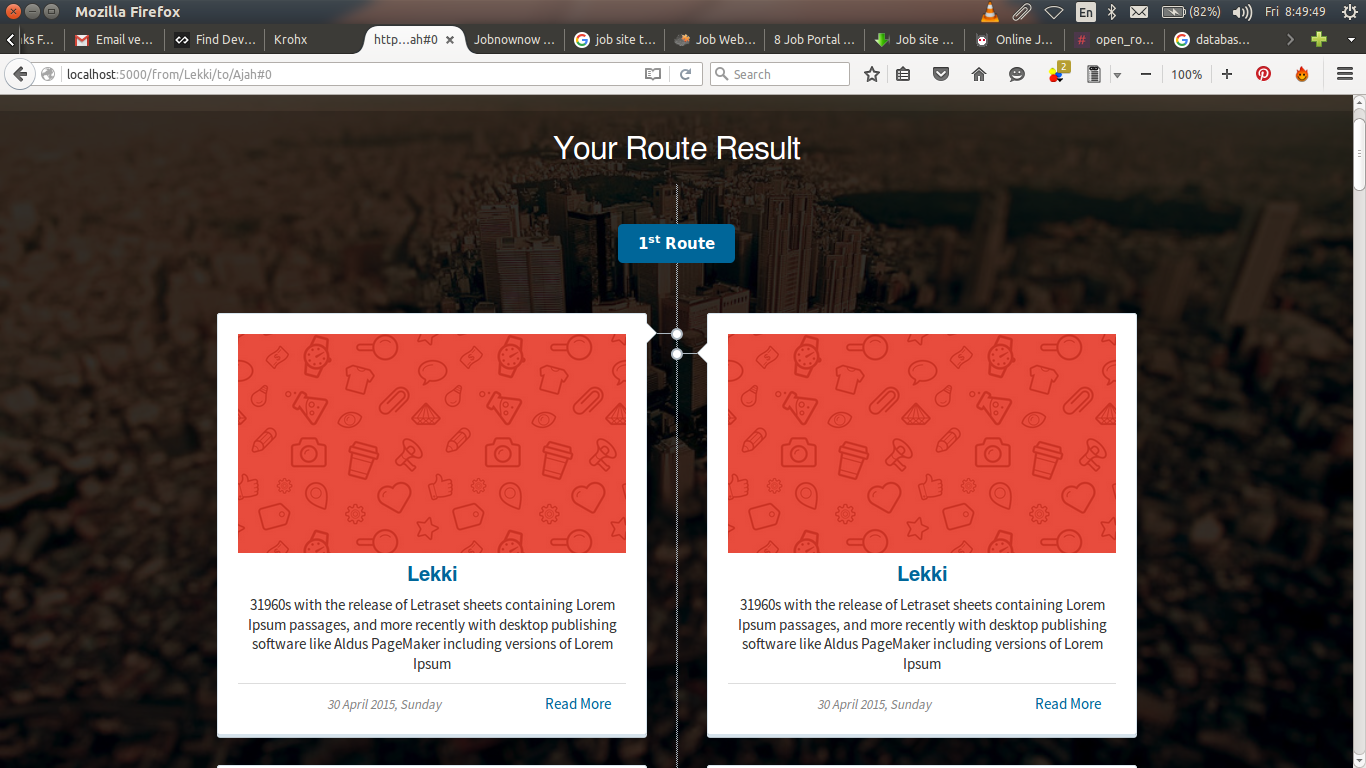 Mozilla Firefox
En
(82%)
Fri 8:49:49
ks F...
Email ve...
Find Dev...
Krohx
http...ah#0
Jobnownow ...
job site t...
Job Web...
8 Job Portal ...
Job site ...
Online J...
open_ro...
databas...
localhost:5000/from/Lekki/to/Ajah#0
Search
2
100%
Your Route Result
1st Route
Lekki
31960s with the release of Letraset sheets containing Lorem
Ipsum passages, and more recently with desktop publishing
software like Aldus PageMaker including versions of Lorem
Ipsum
30 April 2015, Sunday
Read More
Lekki
31960s with the release of Letraset sheets containing Lorem
Ipsum passages, and more recently with desktop publishing
software like Aldus PageMaker including versions of Lorem
Ipsum
30 April 2015, Sunday
Read More